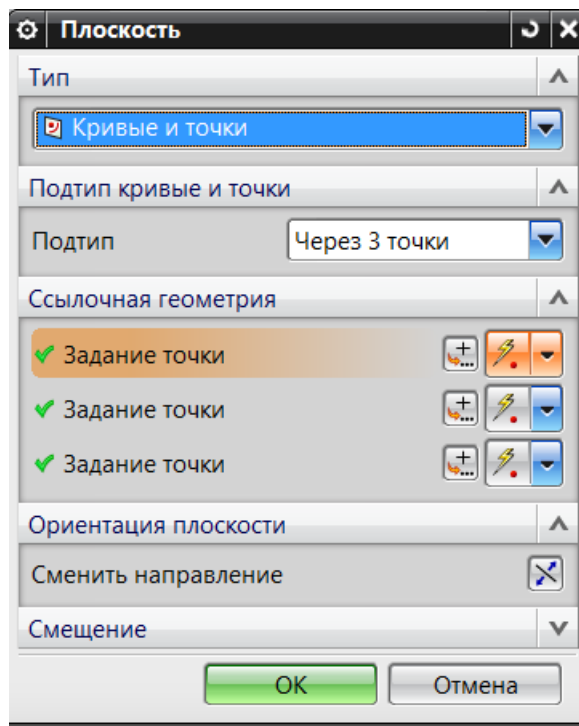 Плоскость
Тип
Кривые и точки
Подтип кривые и точки
Подтип Через 3 точки
Ссылочная геометрия
Задание точки
Задание точки
Задание точки
Ориентация плоскости
Сменить направление
Смещение
OK Отмена